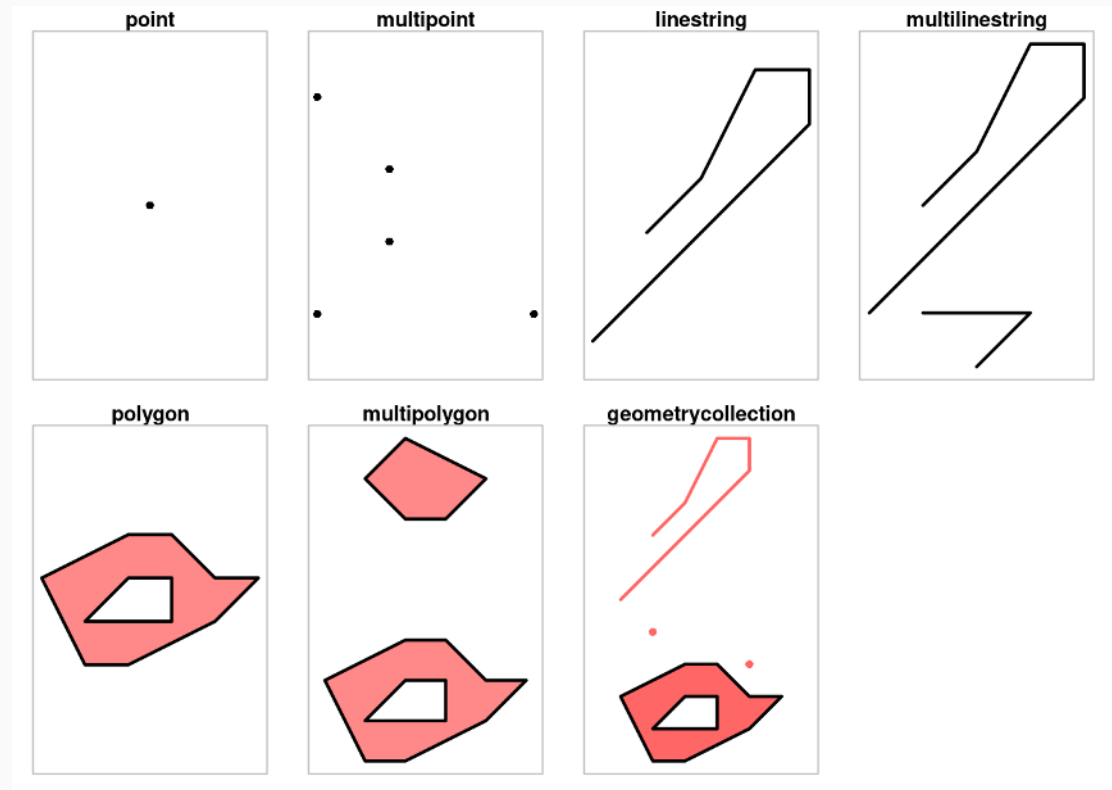 point
multipoint
linestring
multilinestring
polygon
multipolygon
geometrycollection